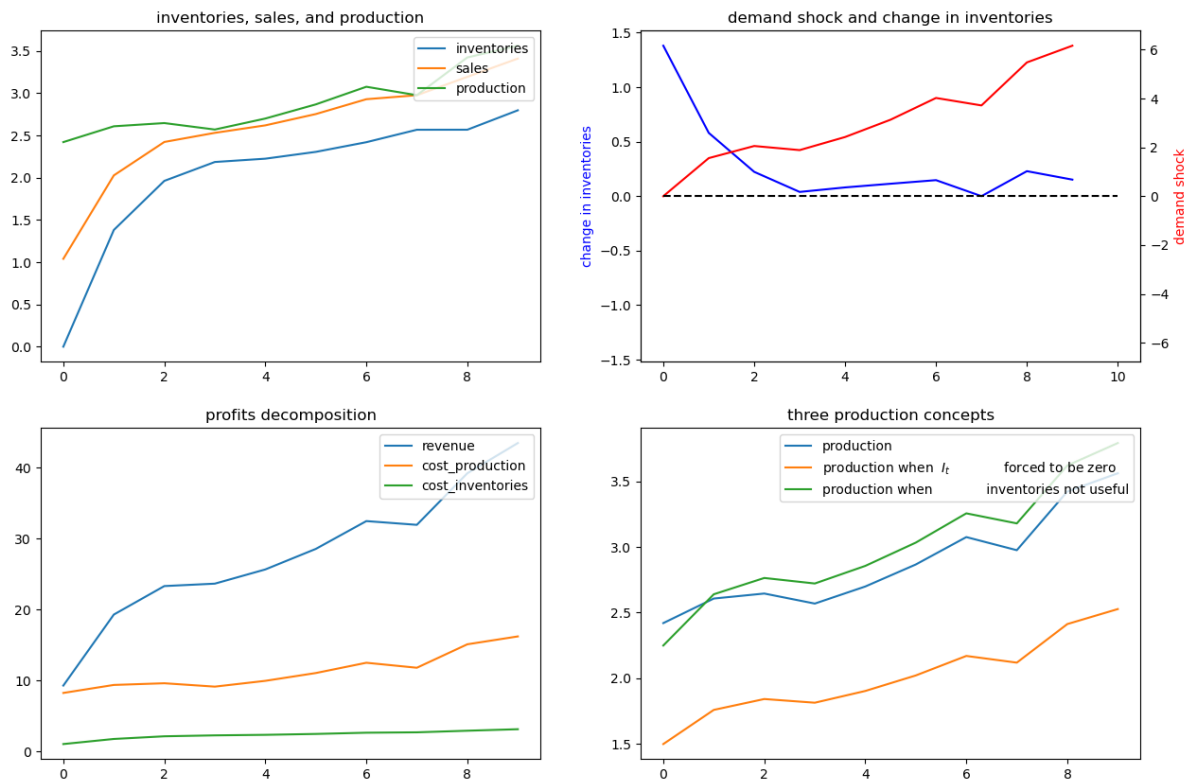 inventories, sales, and production
inventories
sales
production
3.5
3.0
2.5
2.0
1.5
1.0
0.5
0.0
0 2 4 6 8
demand shock and change in inventories
1.5
1.0
0.5
0.0
−0.5
−1.0
−1.5
change in inventories
6
4
2
0
−2
−4
−6
demand shock
0 2 4 6 8 10
profits decomposition
revenue
cost_production
cost_inventories
40
30
20
10
0
0 2 4 6 8
three production concepts
production
production when I_t forced to be zero
production when inventories not useful
3.5
3.0
2.5
2.0
1.5
0 2 4 6 8